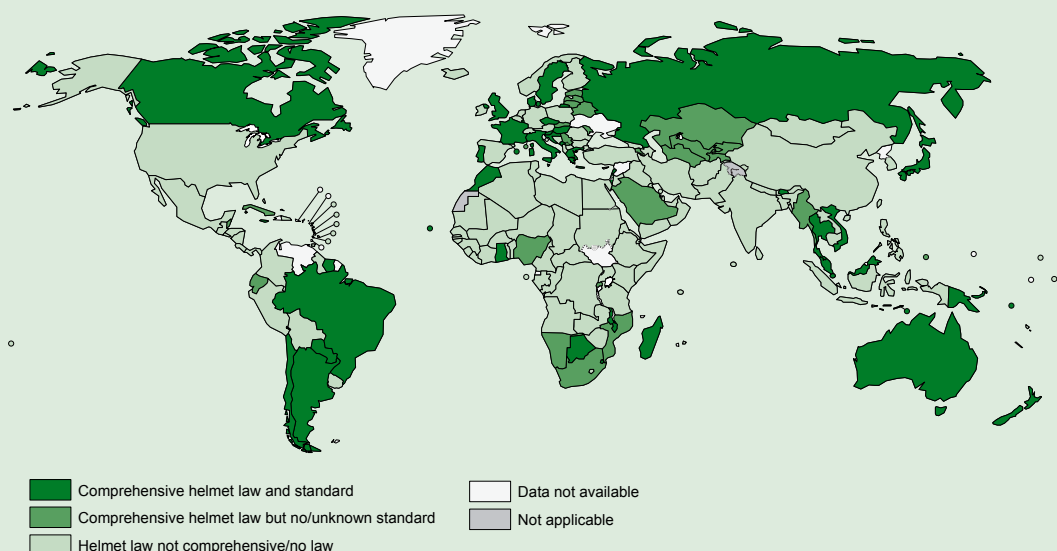 Comprehensive helmet law and standard
Comprehensive helmet law but no/unknown standard
Helmet law not comprehensive/no law
Data not available
Not applicable